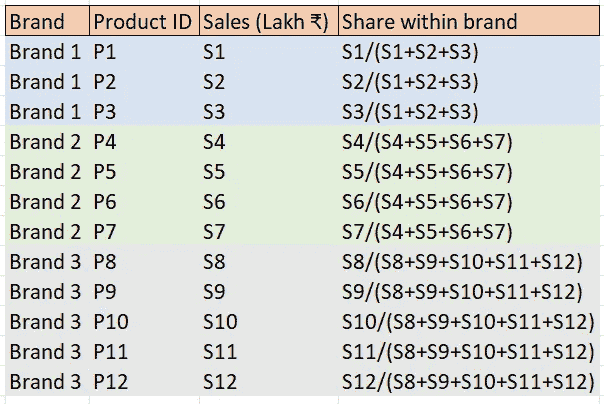 Brand Product ID Sales (Lakh ₹) Share within brand
Brand 1 P1 S1 S1/(S1+S2+S3)
Brand 1 P2 S2 S2/(S1+S2+S3)
Brand 1 P3 S3 S3/(S1+S2+S3)
Brand 2 P4 S4 S4/(S4+S5+S6+S7)
Brand 2 P5 S5 S5/(S4+S5+S6+S7)
Brand 2 P6 S6 S6/(S4+S5+S6+S7)
Brand 2 P7 S7 S7/(S4+S5+S6+S7)
Brand 3 P8 S8 S8/(S8+S9+S10+S11+S12)
Brand 3 P9 S9 S9/(S8+S9+S10+S11+S12)
Brand 3 P10 S10 S10/(S8+S9+S10+S11+S12)
Brand 3 P11 S11 S11/(S8+S9+S10+S11+S12)
Brand 3 P12 S12 S12/(S8+S9+S10+S11+S12)